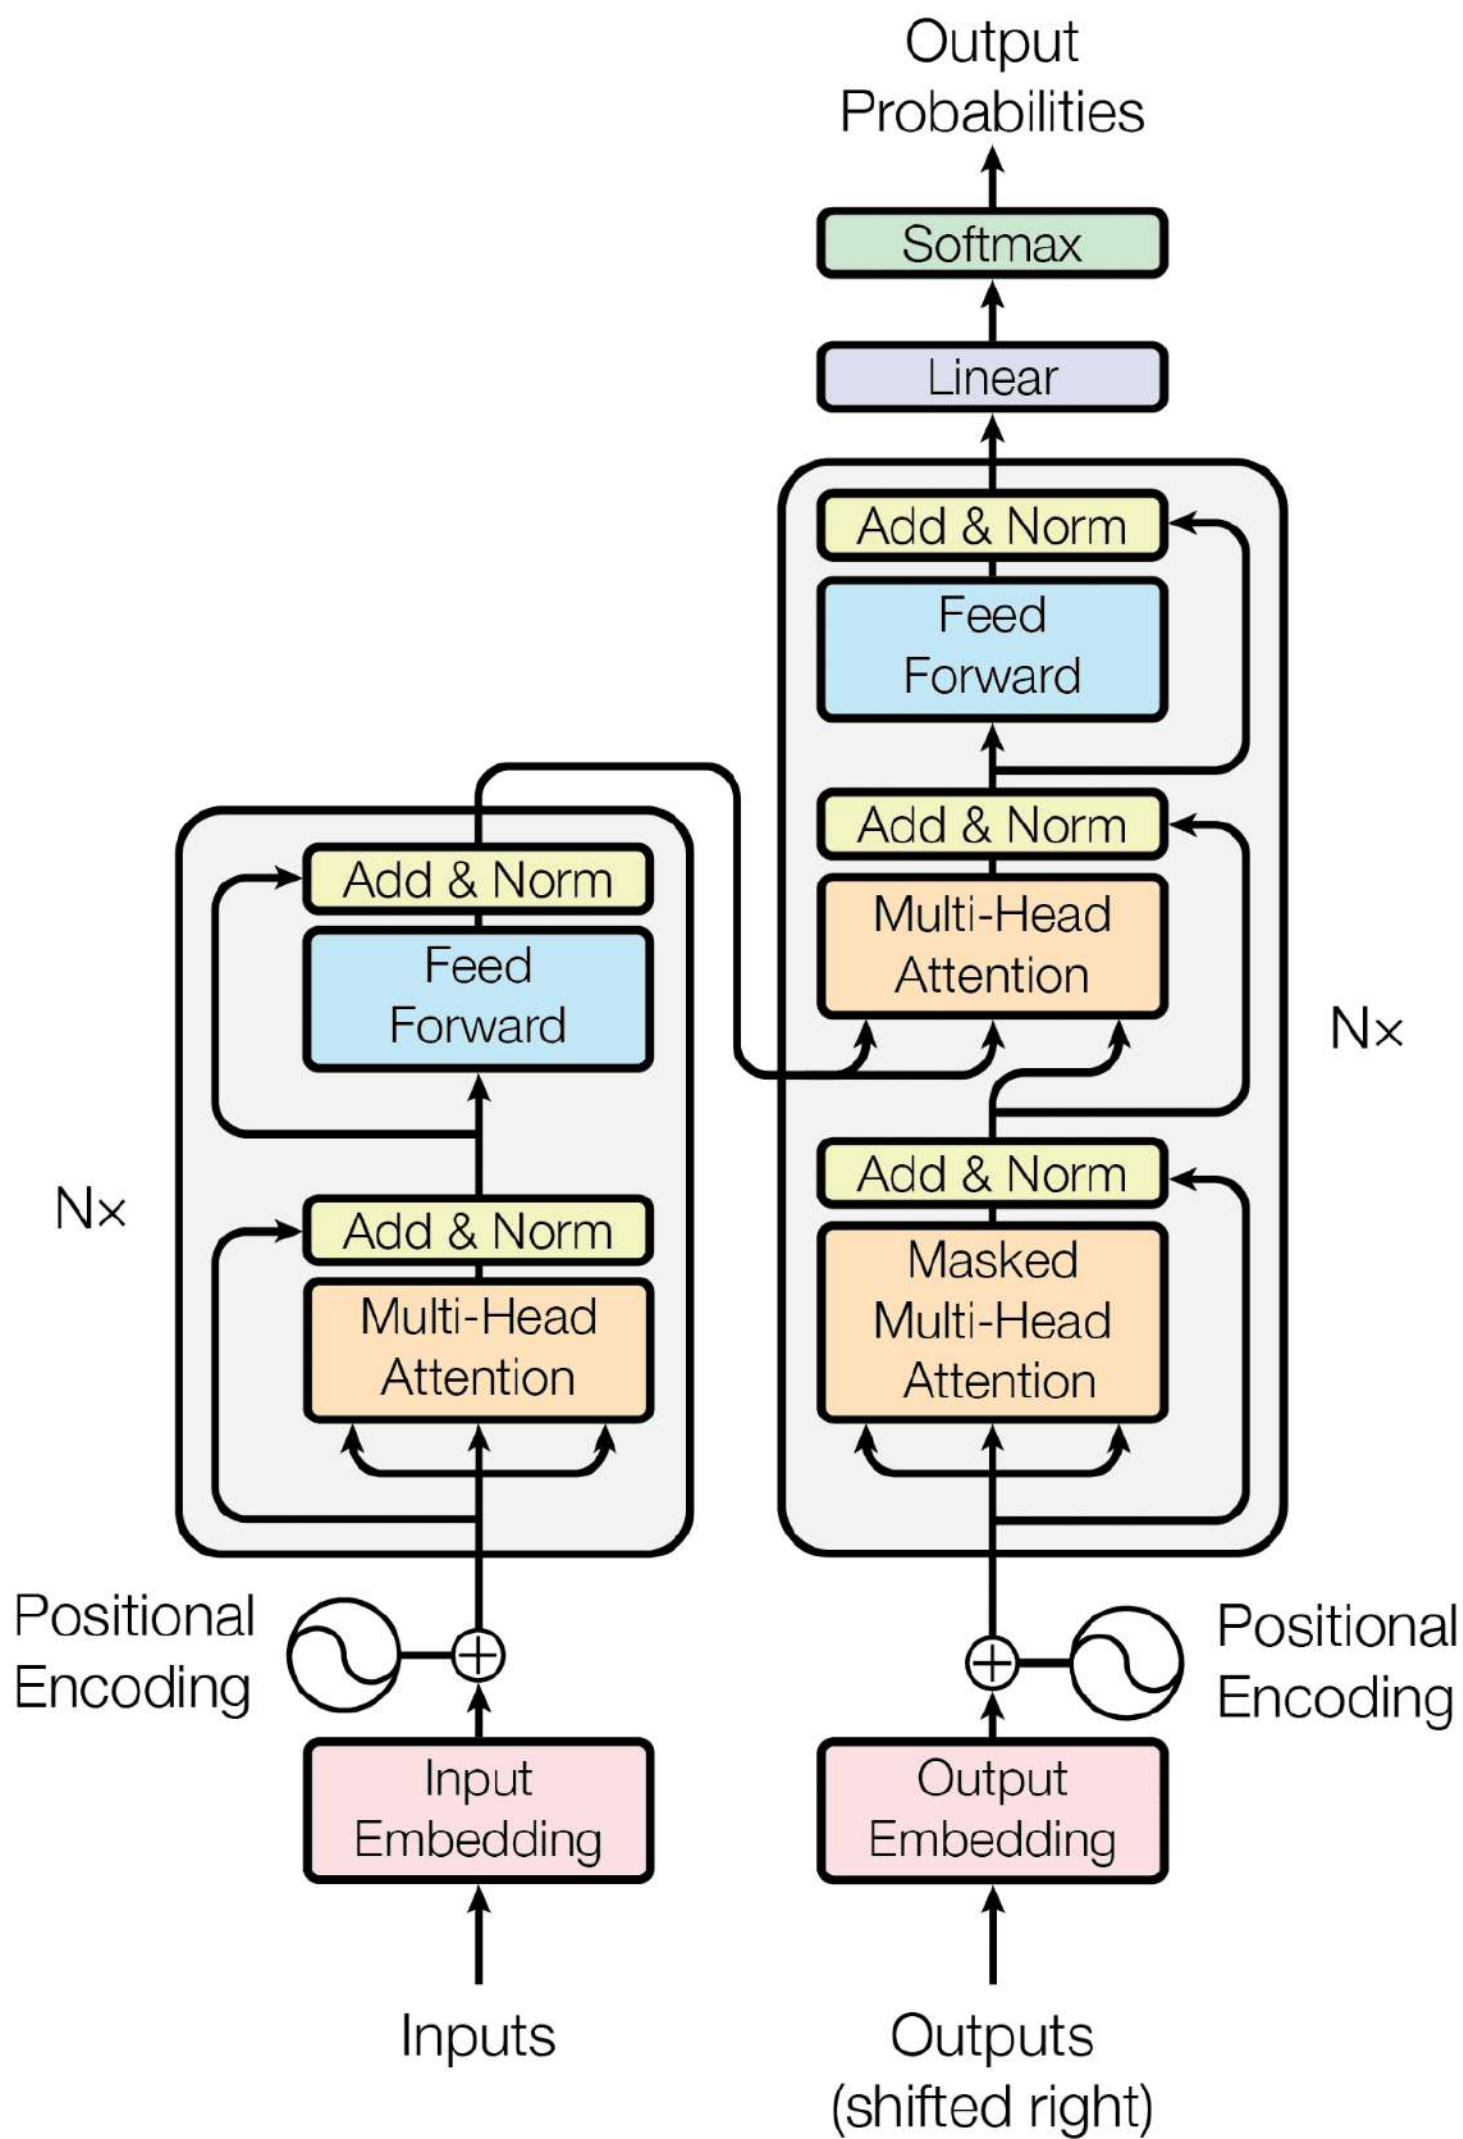 Output
Probabilities
Softmax
Linear
Add & Norm
Feed
Forward
Add & Norm
Multi-Head
Attention
Add & Norm
Masked
Multi-Head
Attention
N×
Add & Norm
Feed
Forward
Add & Norm
Multi-Head
Attention
N×
Positional
Encoding
Positional
Encoding
Input
Embedding
Output
Embedding
Inputs
Outputs
(shifted right)